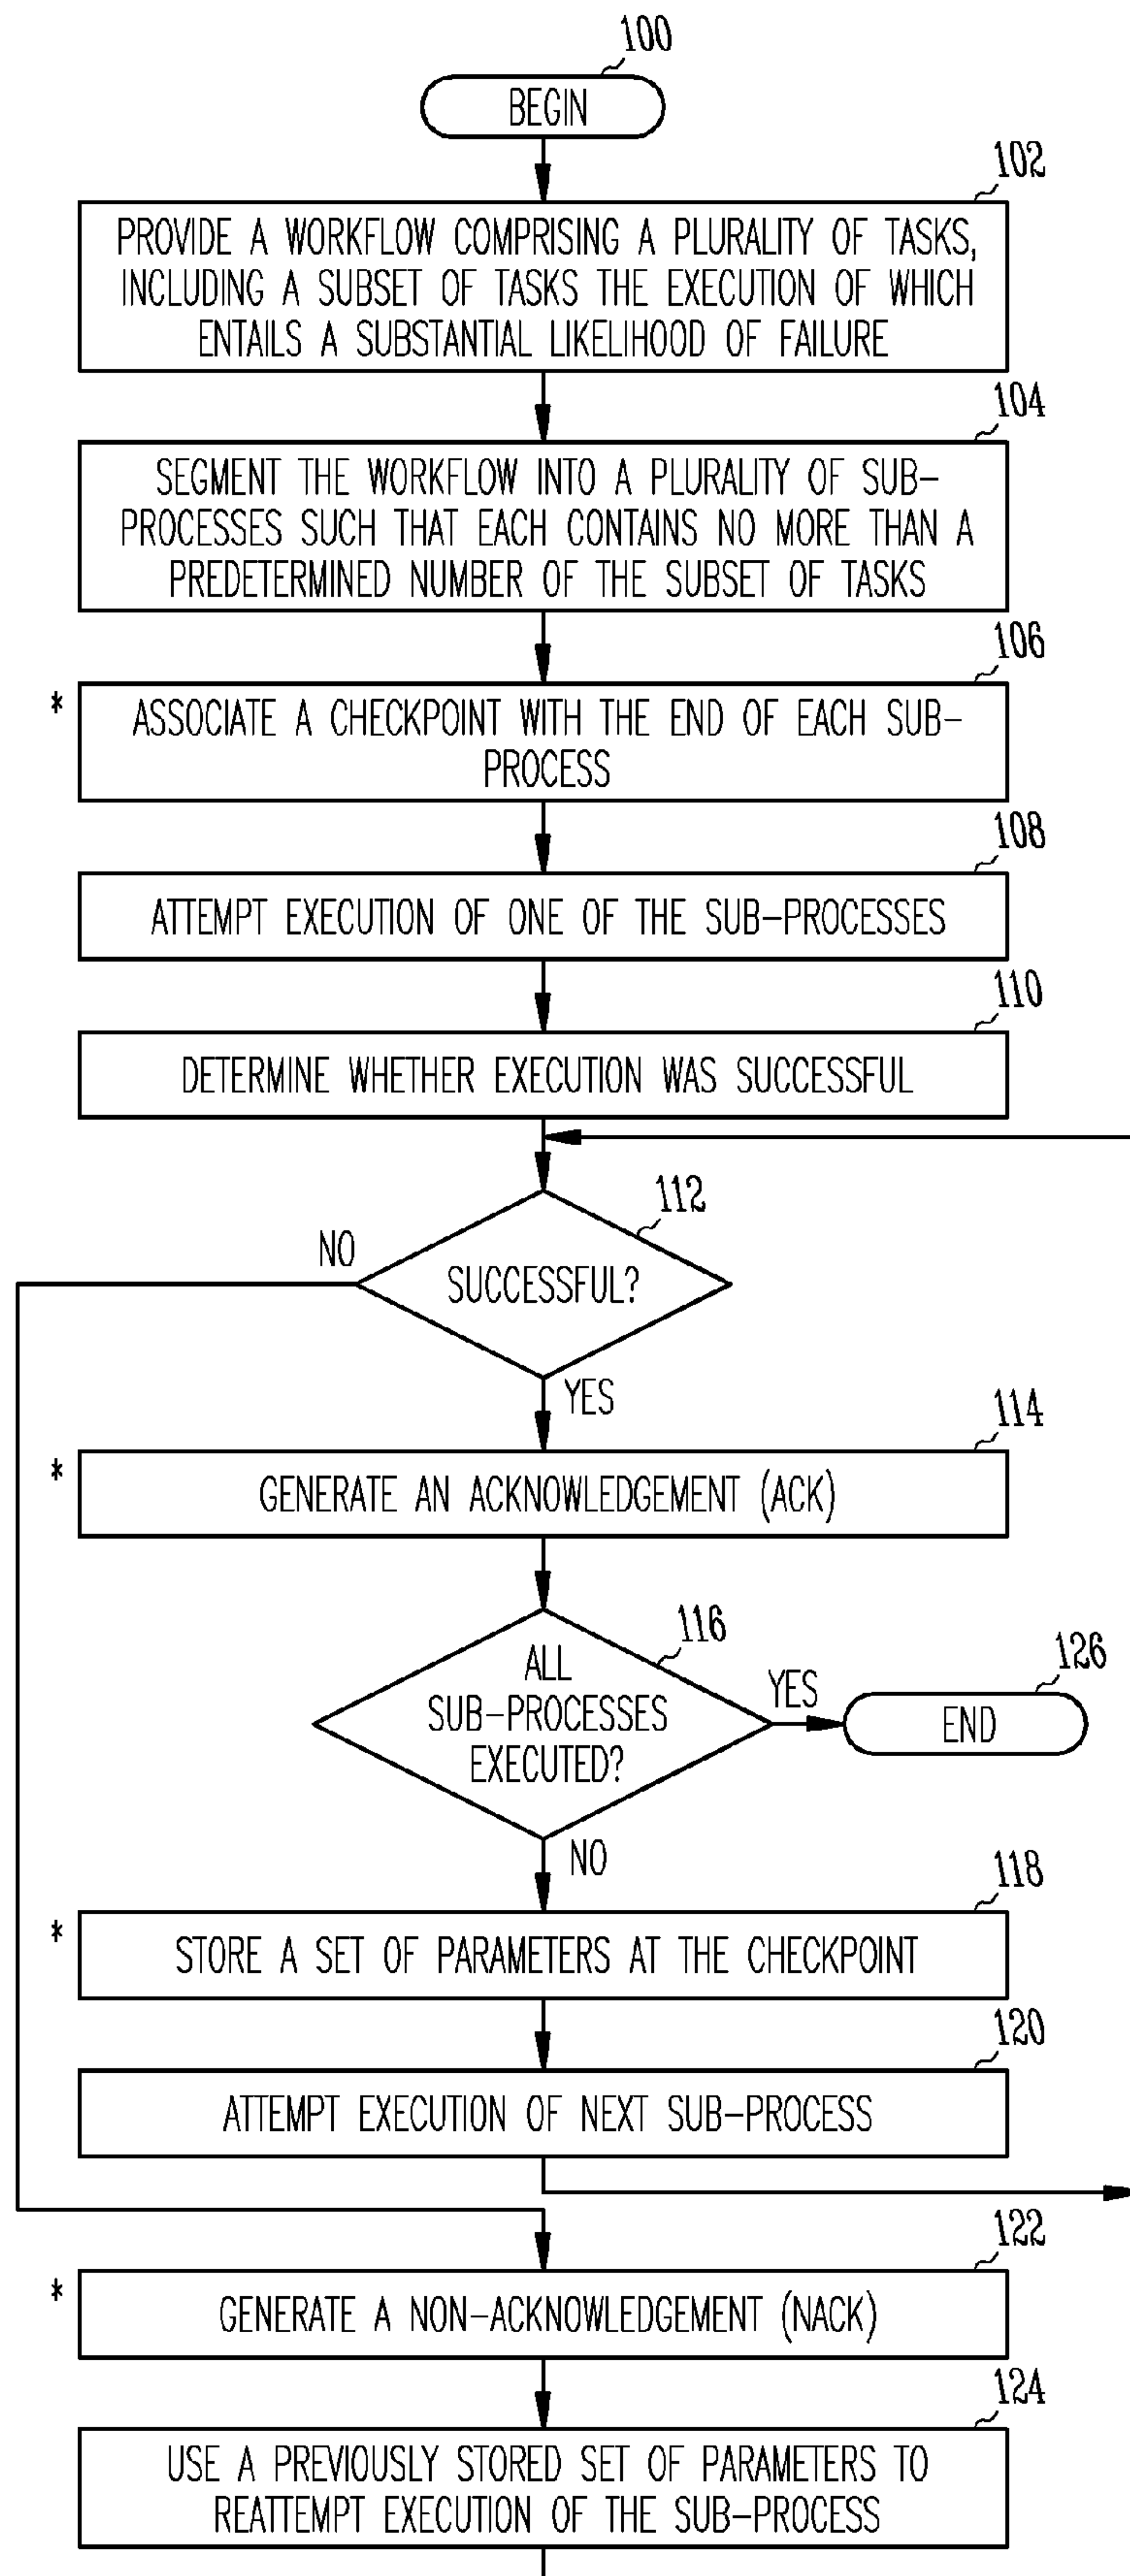 100
BEGIN
102
PROVIDE A WORKFLOW COMPRISING A PLURALITY OF TASKS,
INCLUDING A SUBSET OF TASKS THE EXECUTION OF WHICH
ENTAILS A SUBSTANTIAL LIKELIHOOD OF FAILURE
104
SEGMENT THE WORKFLOW INTO A PLURALITY OF SUB-
PROCESSES SUCH THAT EACH CONTAINS NO MORE THAN A
PREDETERMINED NUMBER OF THE SUBSET OF TASKS
106
*
ASSOCIATE A CHECKPOINT WITH THE END OF EACH SUB-
PROCESS
108
ATTEMPT EXECUTION OF ONE OF THE SUB-PROCESSES
110
DETERMINE WHETHER EXECUTION WAS SUCCESSFUL
112
NO
SUCCESSFUL?
YES
114
*
GENERATE AN ACKNOWLEDGEMENT (ACK)
116
ALL
SUB-PROCESSES
EXECUTED?
YES
126
END
NO
118
*
STORE A SET OF PARAMETERS AT THE CHECKPOINT
120
ATTEMPT EXECUTION OF NEXT SUB-PROCESS
122
*
GENERATE A NON-ACKNOWLEDGEMENT (NACK)
124
USE A PREVIOUSLY STORED SET OF PARAMETERS TO
REATTEMPT EXECUTION OF THE SUB-PROCESS